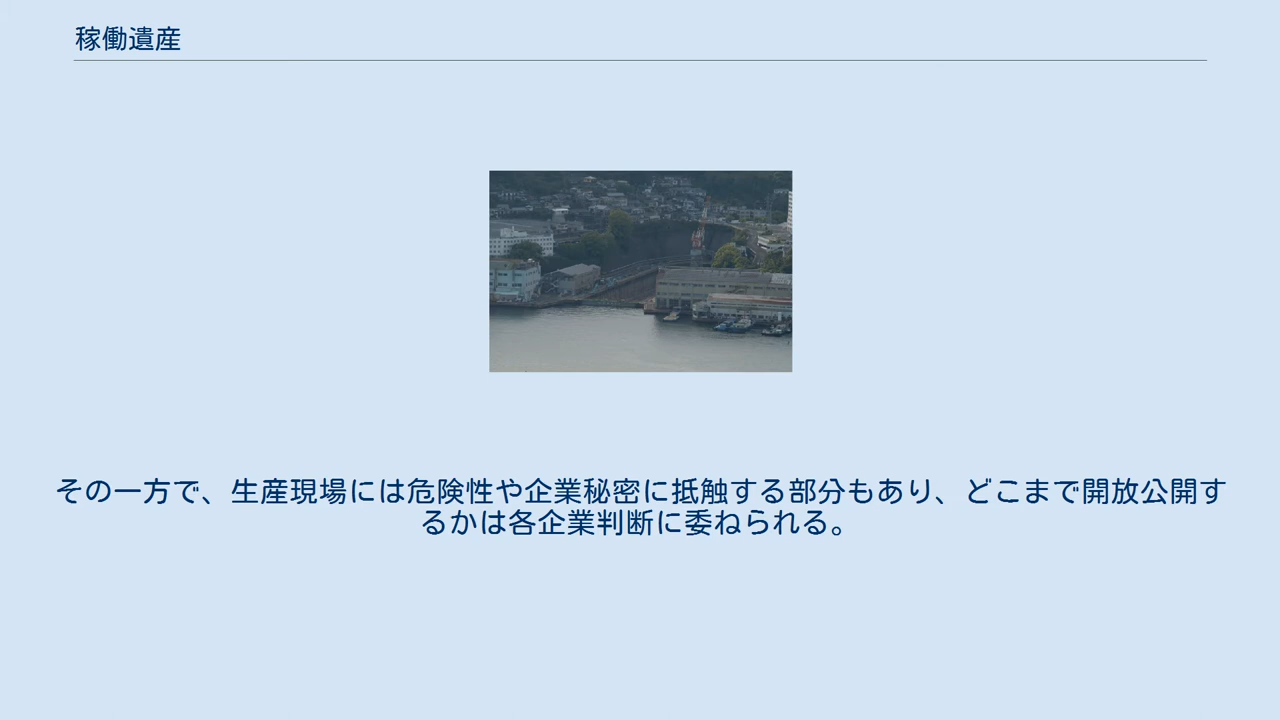 稼働遺産
その一方で、生産現場には危険性や企業秘密に抵触する部分もあり、どこまで開放公開す
るかは各企業判断に委ねられる。